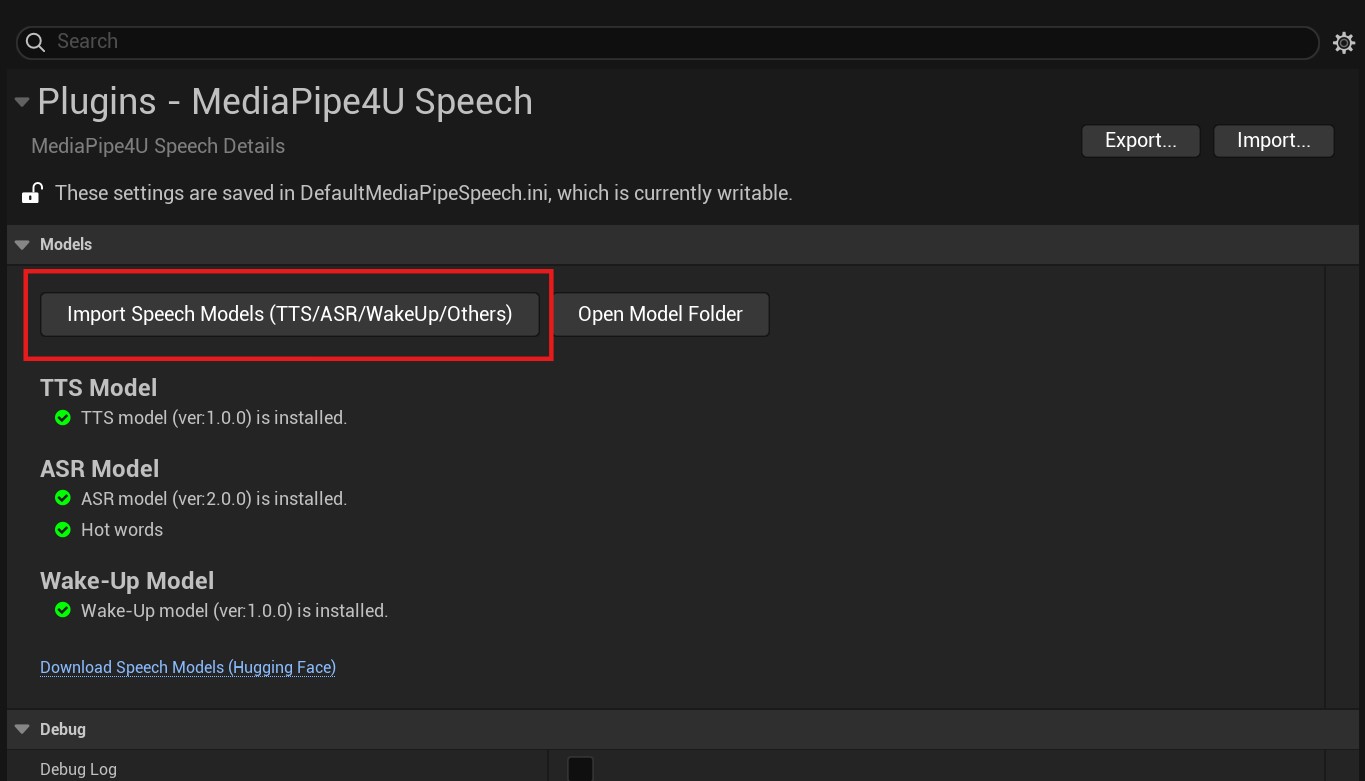 Search
Plugins - MediaPipe4U Speech
MediaPipe4U Speech Details
Export...
Import...
These settings are saved in DefaultMediaPipeSpeech.ini, which is currently writable.
Models
Import Speech Models (TTS/ASR/WakeUp/Others)
Open Model Folder
TTS Model
TTS model (ver:1.0.0) is installed.
ASR Model
ASR model (ver:2.0.0) is installed.
Hot words
Wake-Up Model
Wake-Up model (ver:1.0.0) is installed.
Download Speech Models (Hugging Face)
Debug
Debug Log